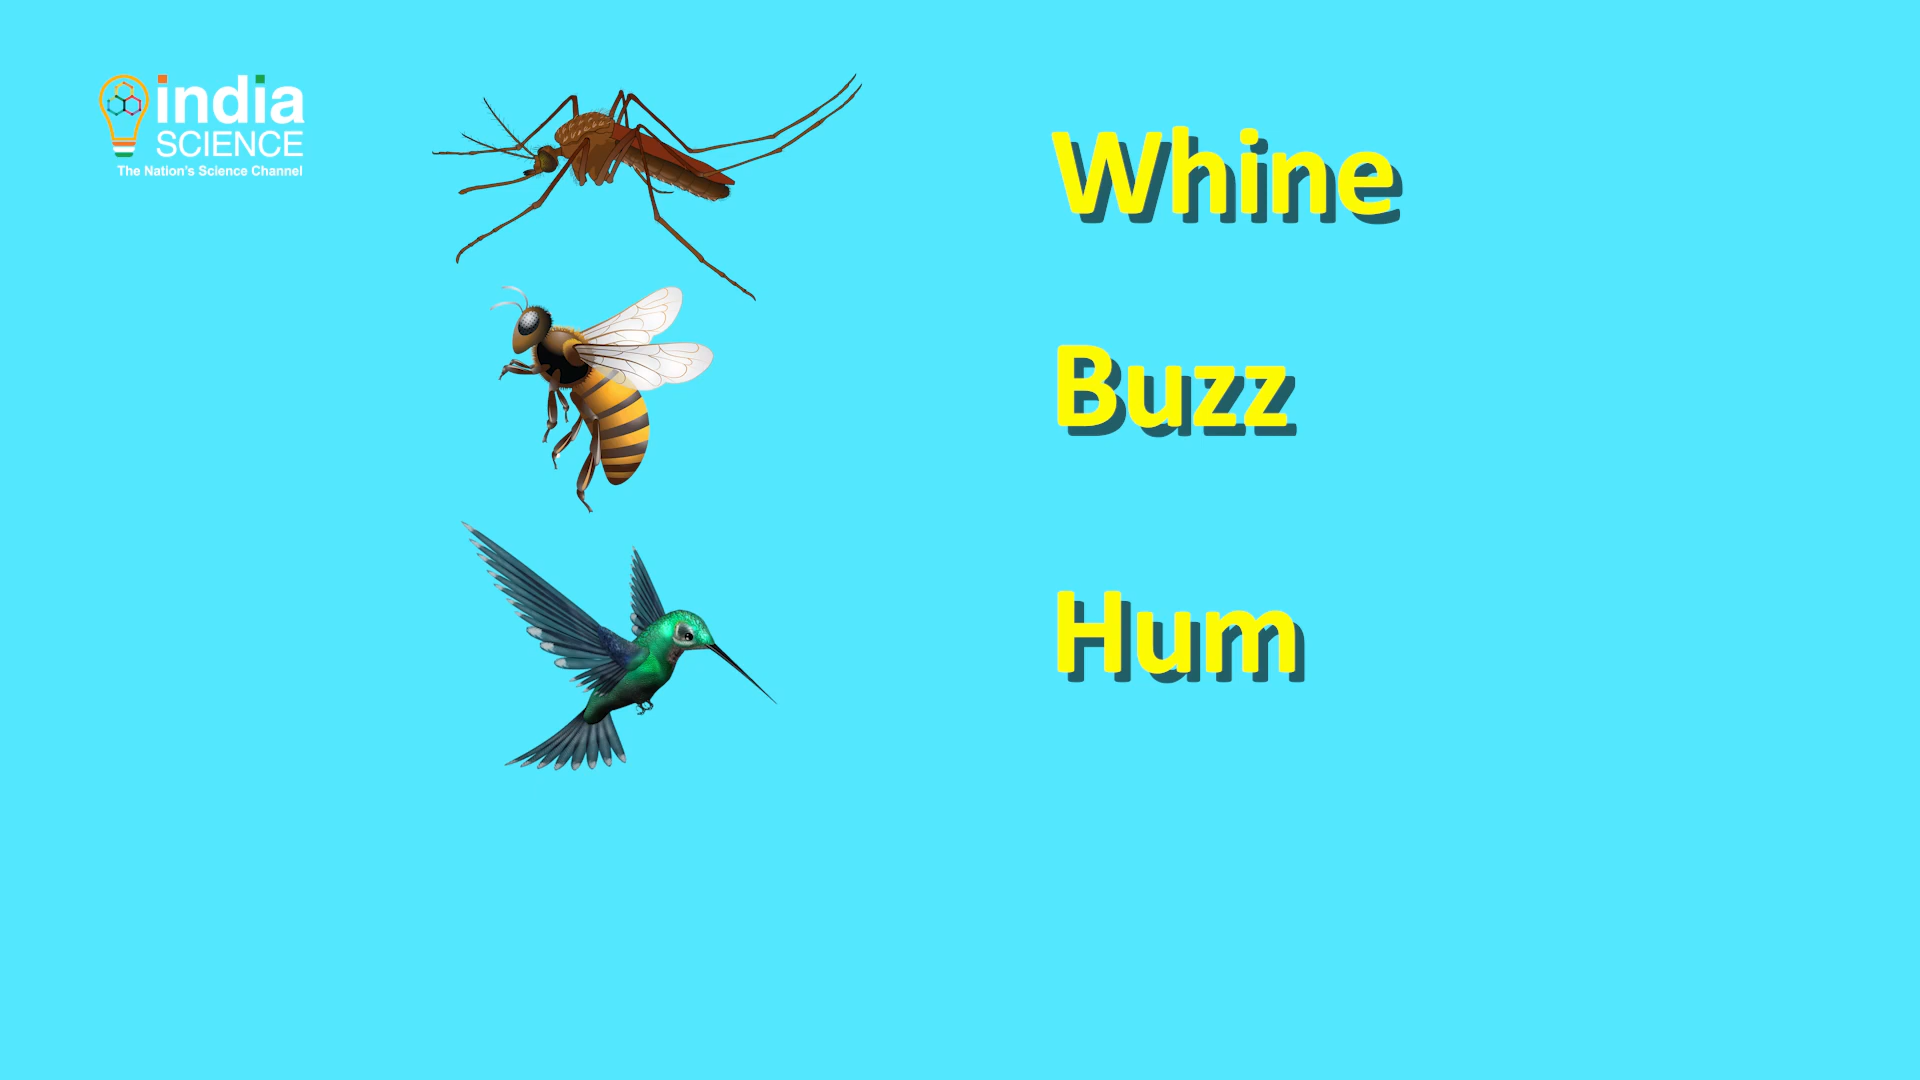 india
SCIENCE
The Nation's Science Channel
Whine
Buzz
Hum